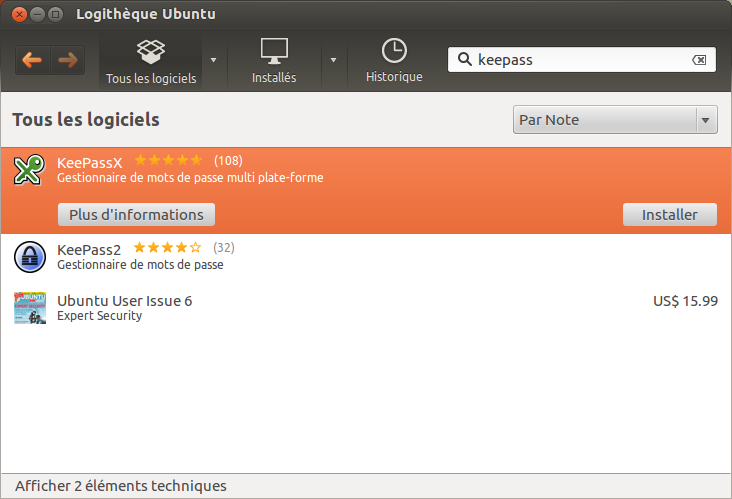 Logithèque Ubuntu
Tous les logiciels
Installés
Historique
keepass
Tous les logiciels
Par Note
KeePassX (108)
Gestionnaire de mots de passe multi plate-forme
Plus d'informations
Installer
KeePass2 (32)
Gestionnaire de mots de passe
UBUNTU
Ubuntu User Issue 6
US$ 15.99
Expert Security
Afficher 2 éléments techniques